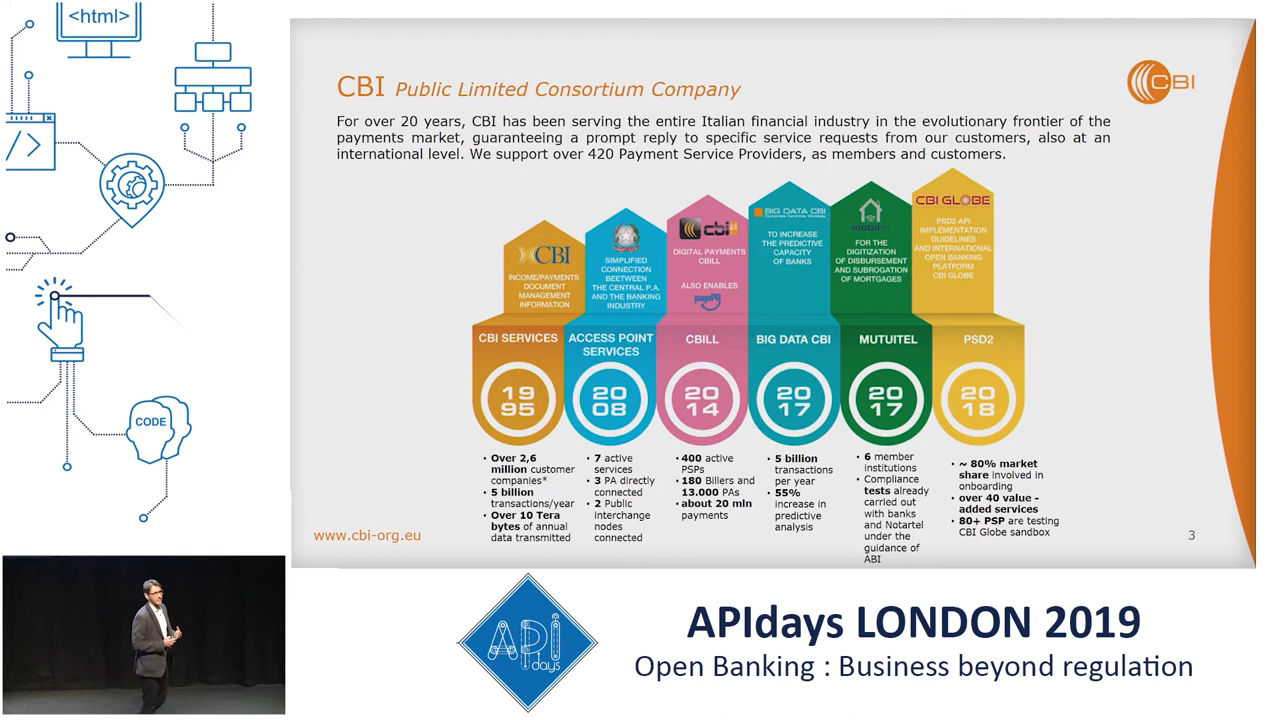 <html>
</>
CODE
CBI Public Limited Consortium Company
CBI
For over 20 years, CBI has been serving the entire Italian financial industry in the evolutionary frontier of the
payments market, guaranteeing a prompt reply to specific service requests from our customers, also at an
international level. We support over 420 Payment Service Providers, as members and customers.
CBI
INCOME/PAYMENTS
DOCUMENT
MANAGEMENT
INFORMATION
SIMPLIFIED
CONNECTION
BEETWEEN
THE CENTRAL P.A.
AND THE BANKING
INDUSTRY
cbill
DIGITAL PAYMENTS
CBILL
ALSO ENABLES
pagoPA
BIG DATA CBI
TO INCREASE
THE PREDICTIVE
CAPACITY
OF BANKS
FOR THE
DIGITIZATION
OF DISBURSEMENT
AND SUBROGATION
OF MORTGAGES
CBI GLOBE
PSD2 API
IMPLEMENTATION
GUIDELINES
AND INTERNATIONAL
OPEN BANKING
PLATFORM
CBI GLOBE
CBI SERVICES
1995
ACCESS POINT
SERVICES
2008
CBILL
2014
BIG DATA CBI
2017
MUTUITEL
2017
PSD2
2018
• Over 2,6
million customer
companies*
• 5 billion
transactions/year
• Over 10 Tera
bytes of annual
data transmitted
• 7 active
services
• 3 PA directly
connected
• 2 Public
interchange
nodes
connected
• 400 active
PSPs
• 180 Billers and
13.000 PAs
• about 20 mln
payments
• 5 billion
transactions
per year
• 55%
increase in
predictive
analysis
• 6 member
institutions
• Compliance
tests already
carried out
with banks
and Notartel
under the
guidance of
ABI
• ~ 80% market
share involved in
onboarding
• over 40 value -
added services
• 80+ PSP are testing
CBI Globe sandbox
www.cbi-org.eu
3
API
days
APIdays LONDON 2019
Open Banking : Business beyond regulation